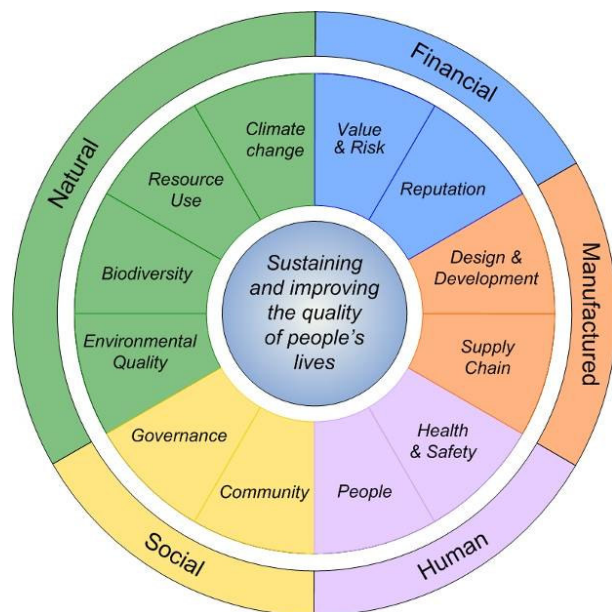 Financial
Manufactured
Human
Social
Natural
Value
& Risk
Reputation
Design &
Development
Supply
Chain
Health
& Safety
People
Community
Governance
Environmental
Quality
Biodiversity
Resource
Use
Climate
change
Sustaining
and improving
the quality
of people's
lives